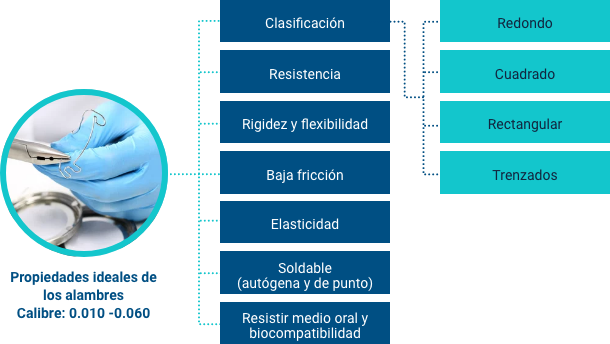 Clasificación
Resistencia
Rigidez y flexibilidad
Baja fricción
Elasticidad
Soldable
(autógena y de punto)
Resistir medio oral y
biocompatibilidad
Redondo
Cuadrado
Rectangular
Trenzados
Propiedades ideales de
los alambres
Calibre: 0.010 -0.060